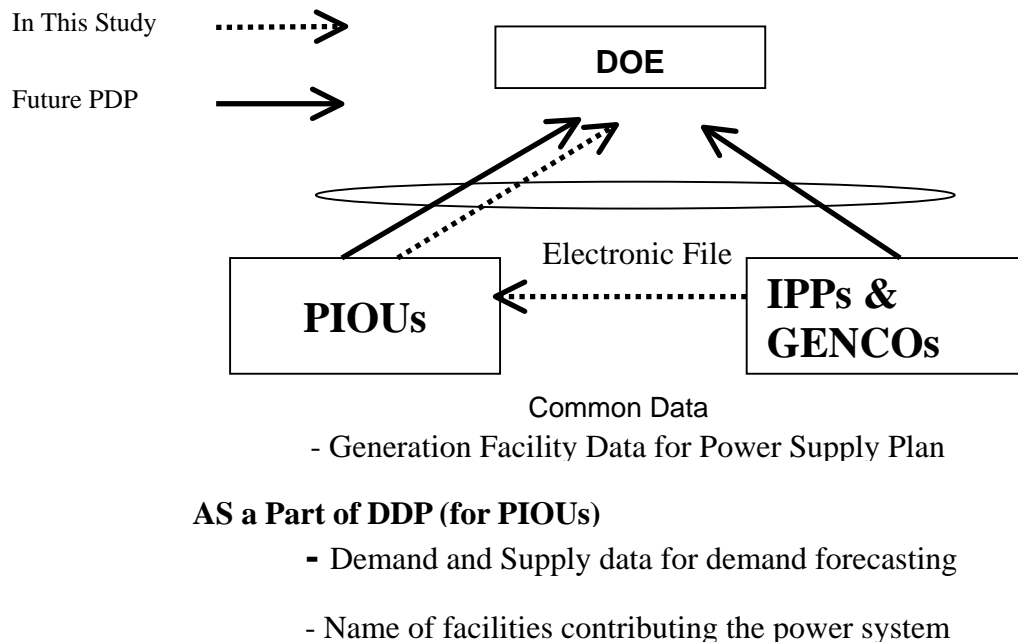 In This Study
DOE
Future PDP
Electronic File
PIOUs
IPPs &
GENCOs
Common Data
- Generation Facility Data for Power Supply Plan
AS a Part of DDP (for PIOUs)
- Demand and Supply data for demand forecasting
- Name of facilities contributing the power system